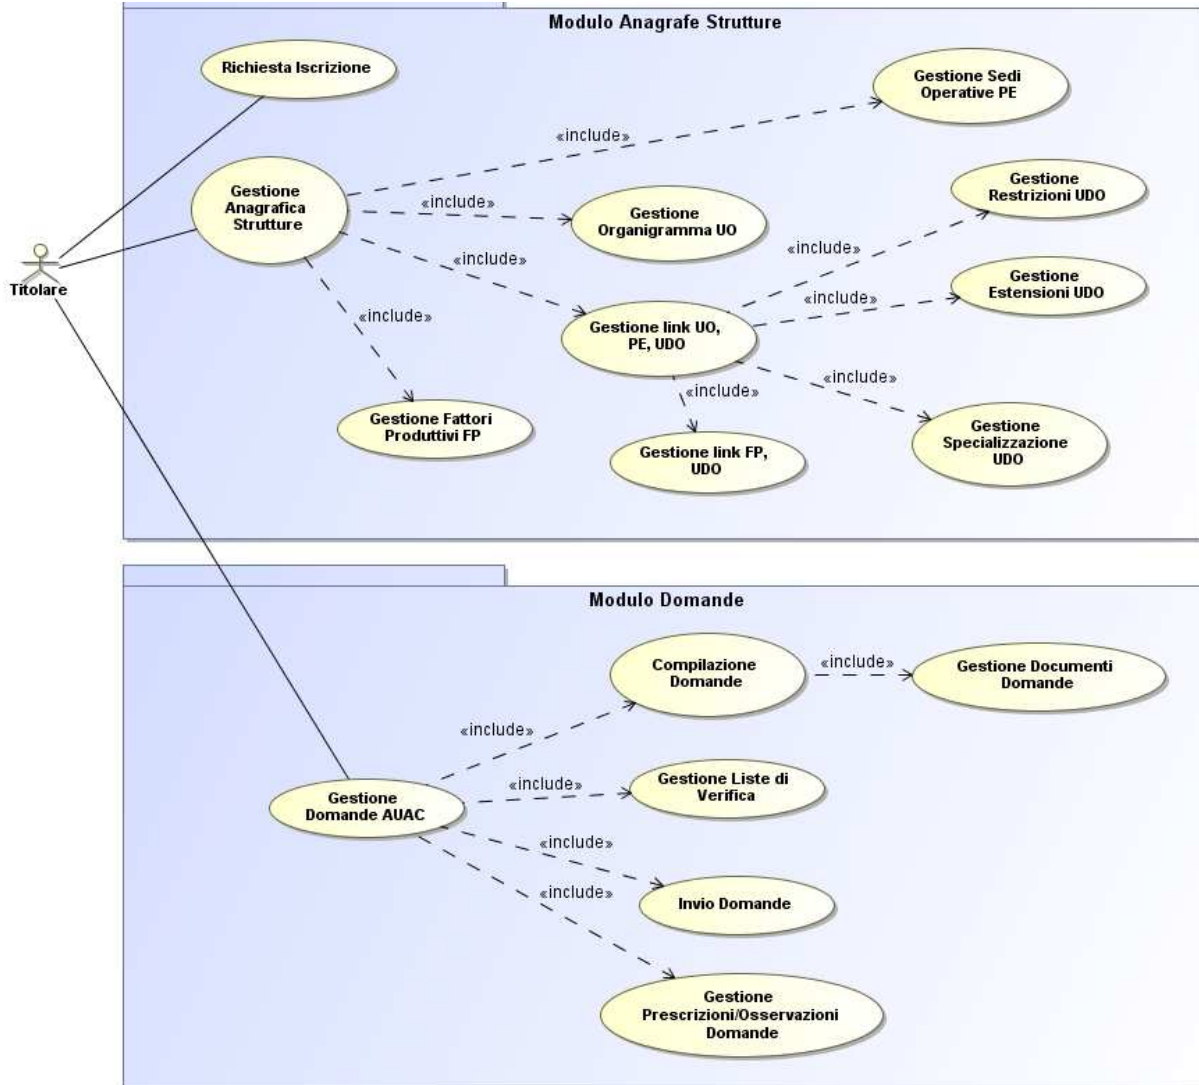 Modulo Anagrafe Strutture
Richiesta Iscrizione
Gestione Sedi
Operative PE
«include»
Gestione
Anagrafica
Strutture
«include»
Gestione
Organigramma UO
Gestione
Restrizioni UDO
«include»
«include»
«include»
Gestione
Estensioni UDO
Titolare
«include»
Gestione link UO,
PE, UDO
«include»
«include»
Gestione Fattori
Produttivi FP
Gestione link FP,
UDO
Gestione
Specializzazione
UDO
Modulo Domande
Compilazione
Domande
«include»
Gestione Documenti
Domande
«include»
Gestione
Domande AUAC
«include»
Gestione Liste di
Verifica
«include»
«include»
Invio Domande
Gestione
Prescrizioni/Osservazioni
Domande